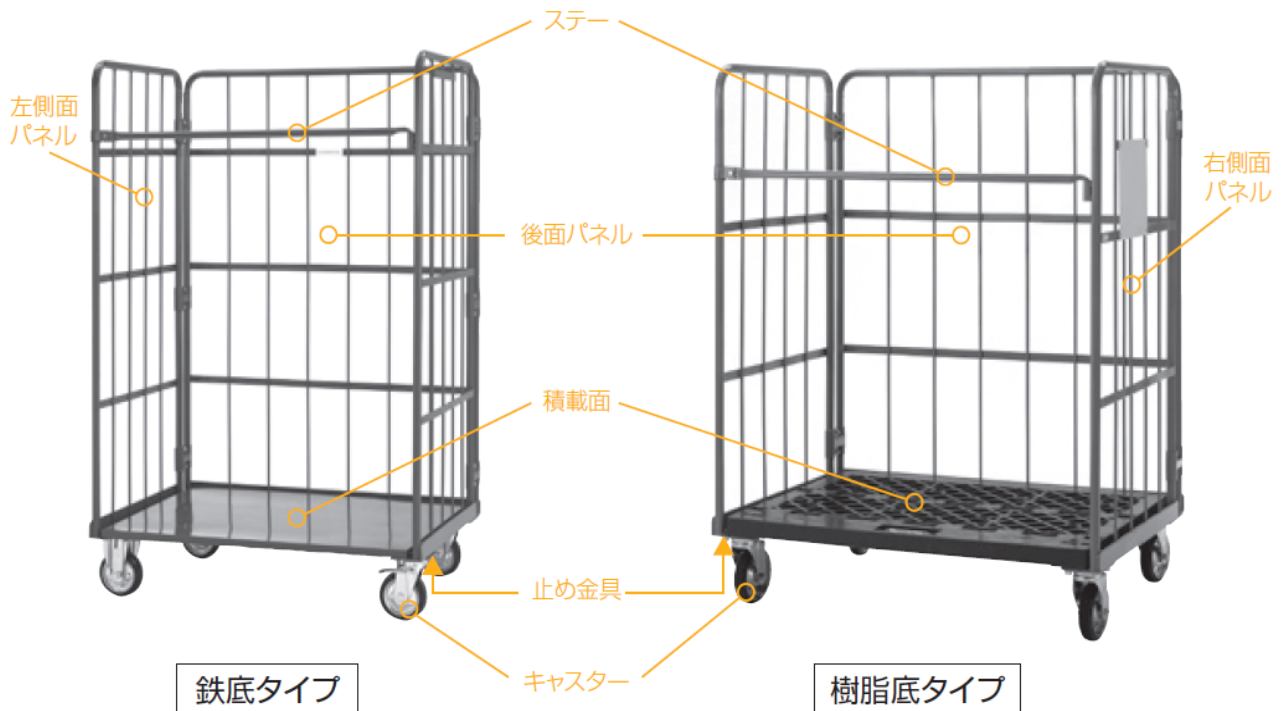 ステー
左側面
パネル
右側面
パネル
後面パネル
積載面
止め金具
キャスター
鉄底タイプ
樹脂底タイプ